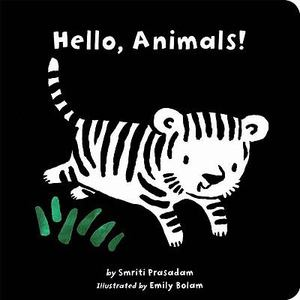 Hello, Animals!
by Smriti Prasadam
Illustrated by Emily Bolam